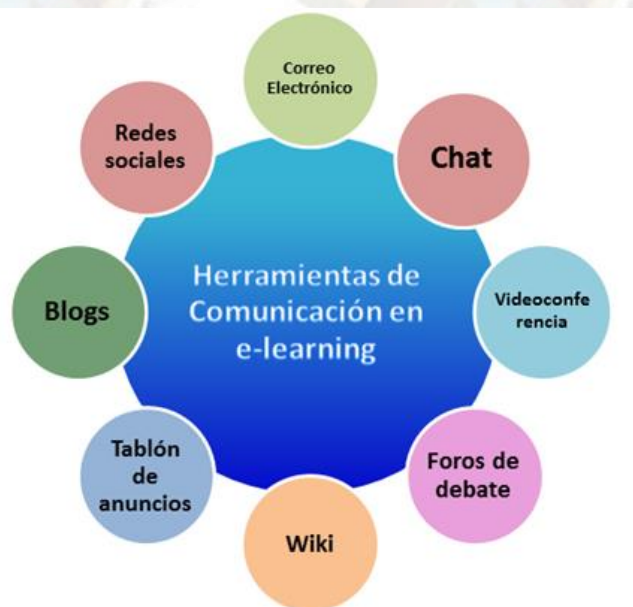 Correo
Electrónico
Chat
Videoconfe
rencia
Foros de
debate
Wiki
Tablón
de
anuncios
Blogs
Redes
sociales
Herramientas de
Comunicación en
e-learning